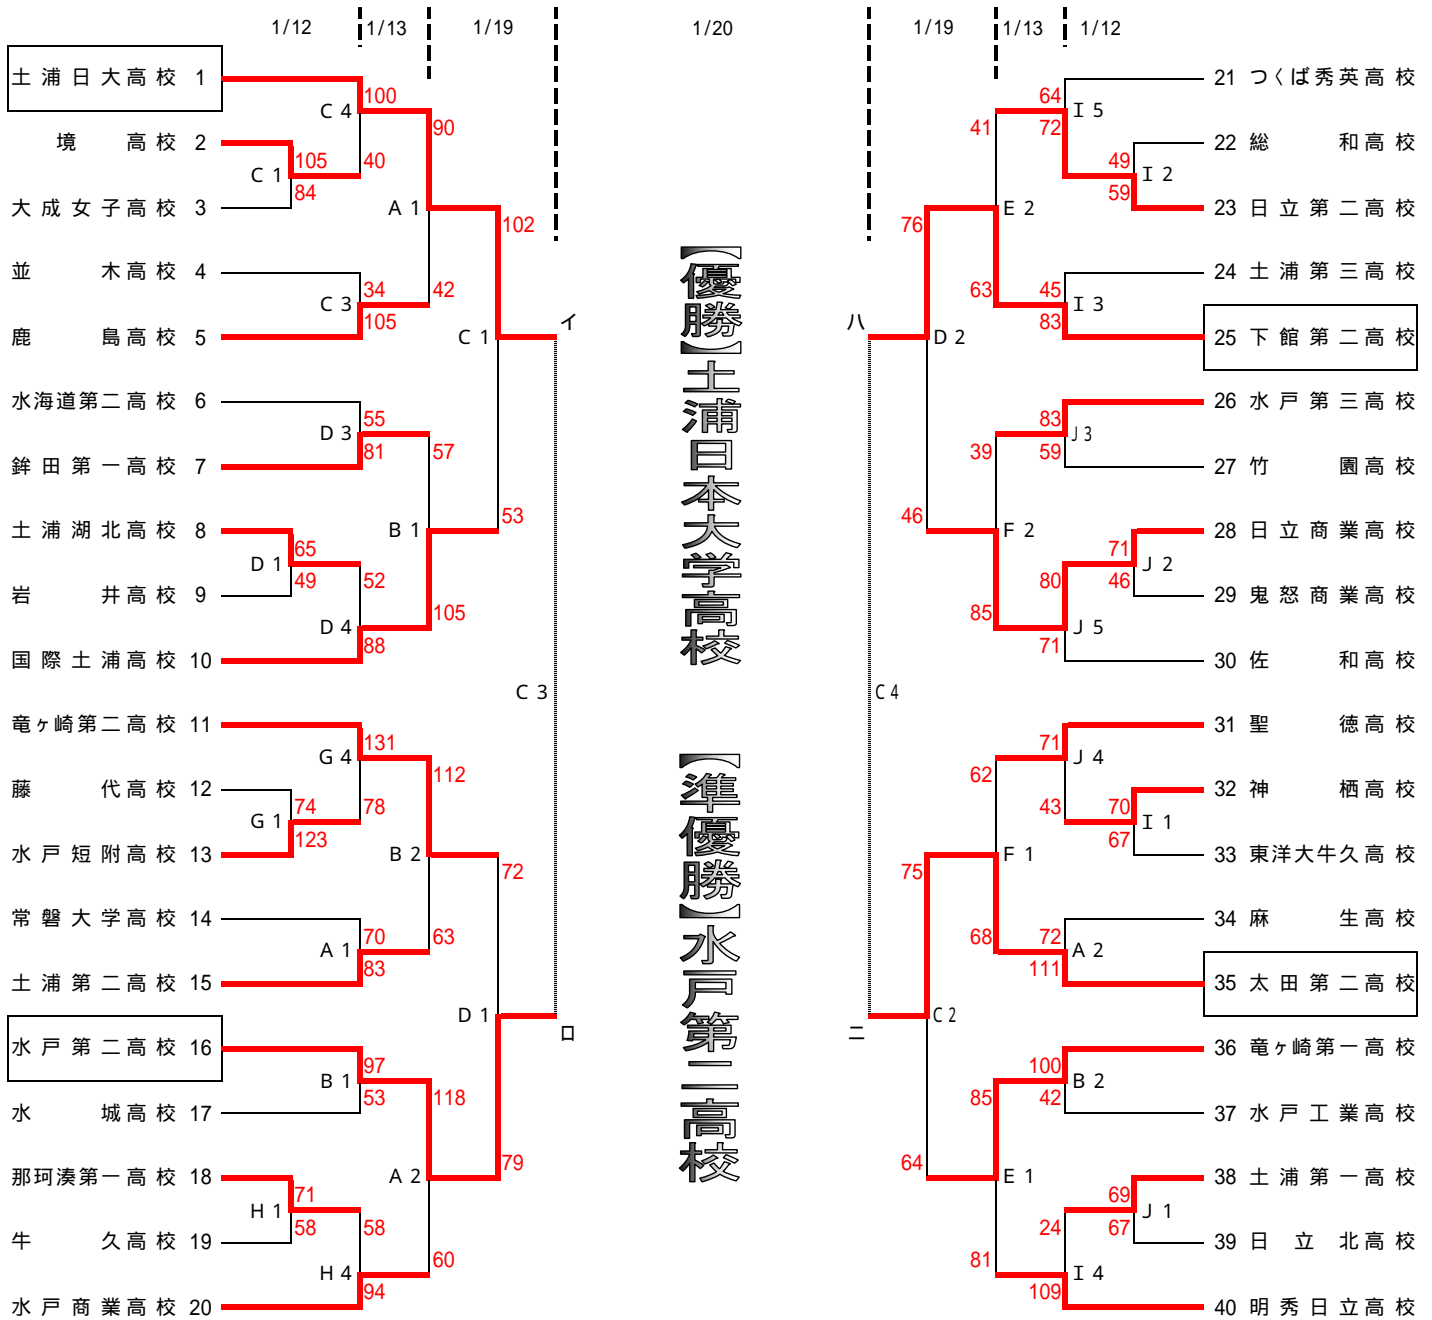 1/12 1/13 1/19 1/20 1/19 1/13 1/12
土浦日大高校 1
境 高校 2
大成女子高校 3
並 木高校 4
鹿 島高校 5
水海道第二高校 6
鉾田第一高校 7
土浦湖北高校 8
岩 井高校 9
国際土浦高校 10
竜ヶ崎第二高校 11
藤 代高校 12
水戸短附高校 13
常磐大学高校 14
土浦第二高校 15
水戸第二高校 16
水 城高校 17
那珂湊第一高校 18
牛 久高校 19
水戸商業高校 20
C 4 100 40
C 1 105 84
C 3 34 105
A 1 90 42
D 3 55 81
D 1 65 49
D 4 52 88
B 1 57 105
C 1 102 53
G 4 131 78
G 1 74 123
A 1 70 83
B 2 112 63
B 1 97 53
H 1 71 58
H 4 58 94
A 2 118 60
D 1 72 79
イ
C 3
ロ
【優勝】土浦日本大学高校
【準優勝】水戸第二高校
ハ
C 4
ニ
D 2 76 46
E 2 41 63
I 5 64 72
I 2 49 59
I 3 45 83
F 2 39 85
J 3 83 59
J 2 71 46
J 5 80 71
C 2 75 64
F 1 62 68
J 4 71 43
I 1 70 67
A 2 72 111
E 1 85 81
B 2 100 42
J 1 69 67
I 4 24 109
21 つくば秀英高校
22 総 和高校
23 日立第二高校
24 土浦第三高校
25 下館第二高校
26 水戸第三高校
27 竹 園高校
28 日立商業高校
29 鬼怒商業高校
30 佐 和高校
31 聖 徳高校
32 神 栖高校
33 東洋大牛久高校
34 麻 生高校
35 太田第二高校
36 竜ヶ崎第一高校
37 水戸工業高校
38 土浦第一高校
39 日立北高校
40 明秀日立高校